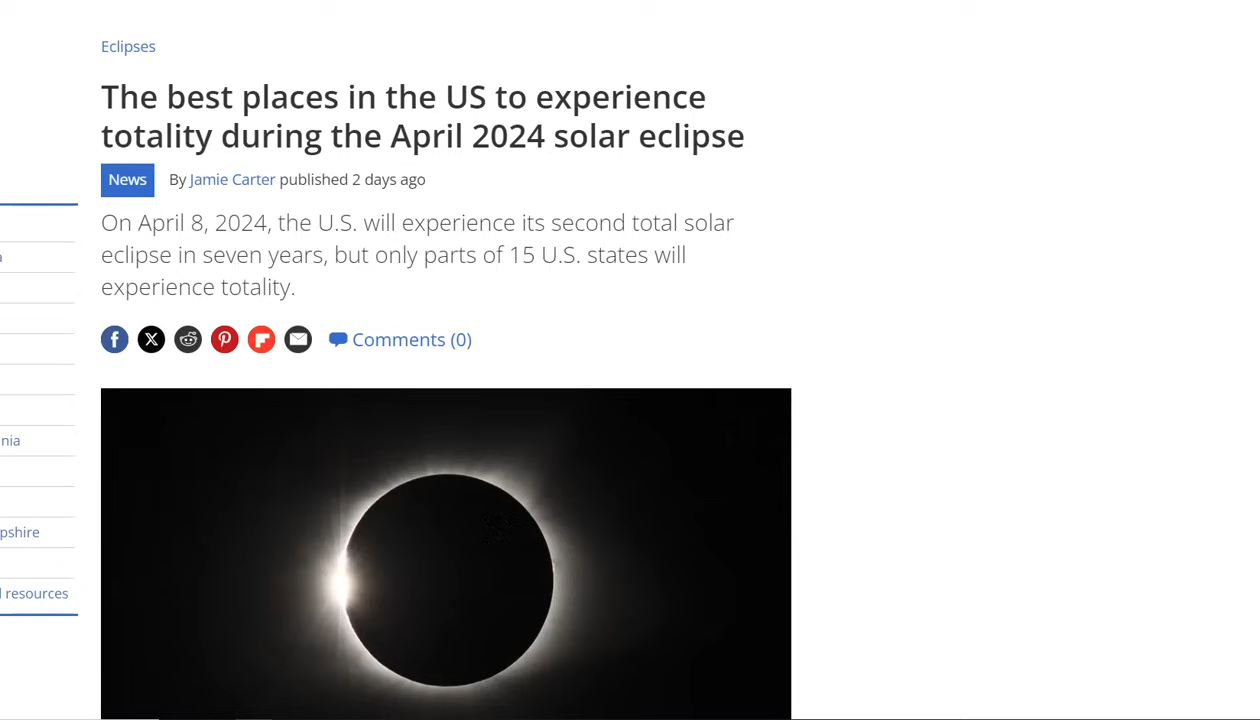 Eclipses
The best places in the US to experience
totality during the April 2024 solar eclipse
News By Jamie Carter published 2 days ago
On April 8, 2024, the U.S. will experience its second total solar
eclipse in seven years, but only parts of 15 U.S. states will
experience totality.
Comments (0)
a
nia
pshire
resources